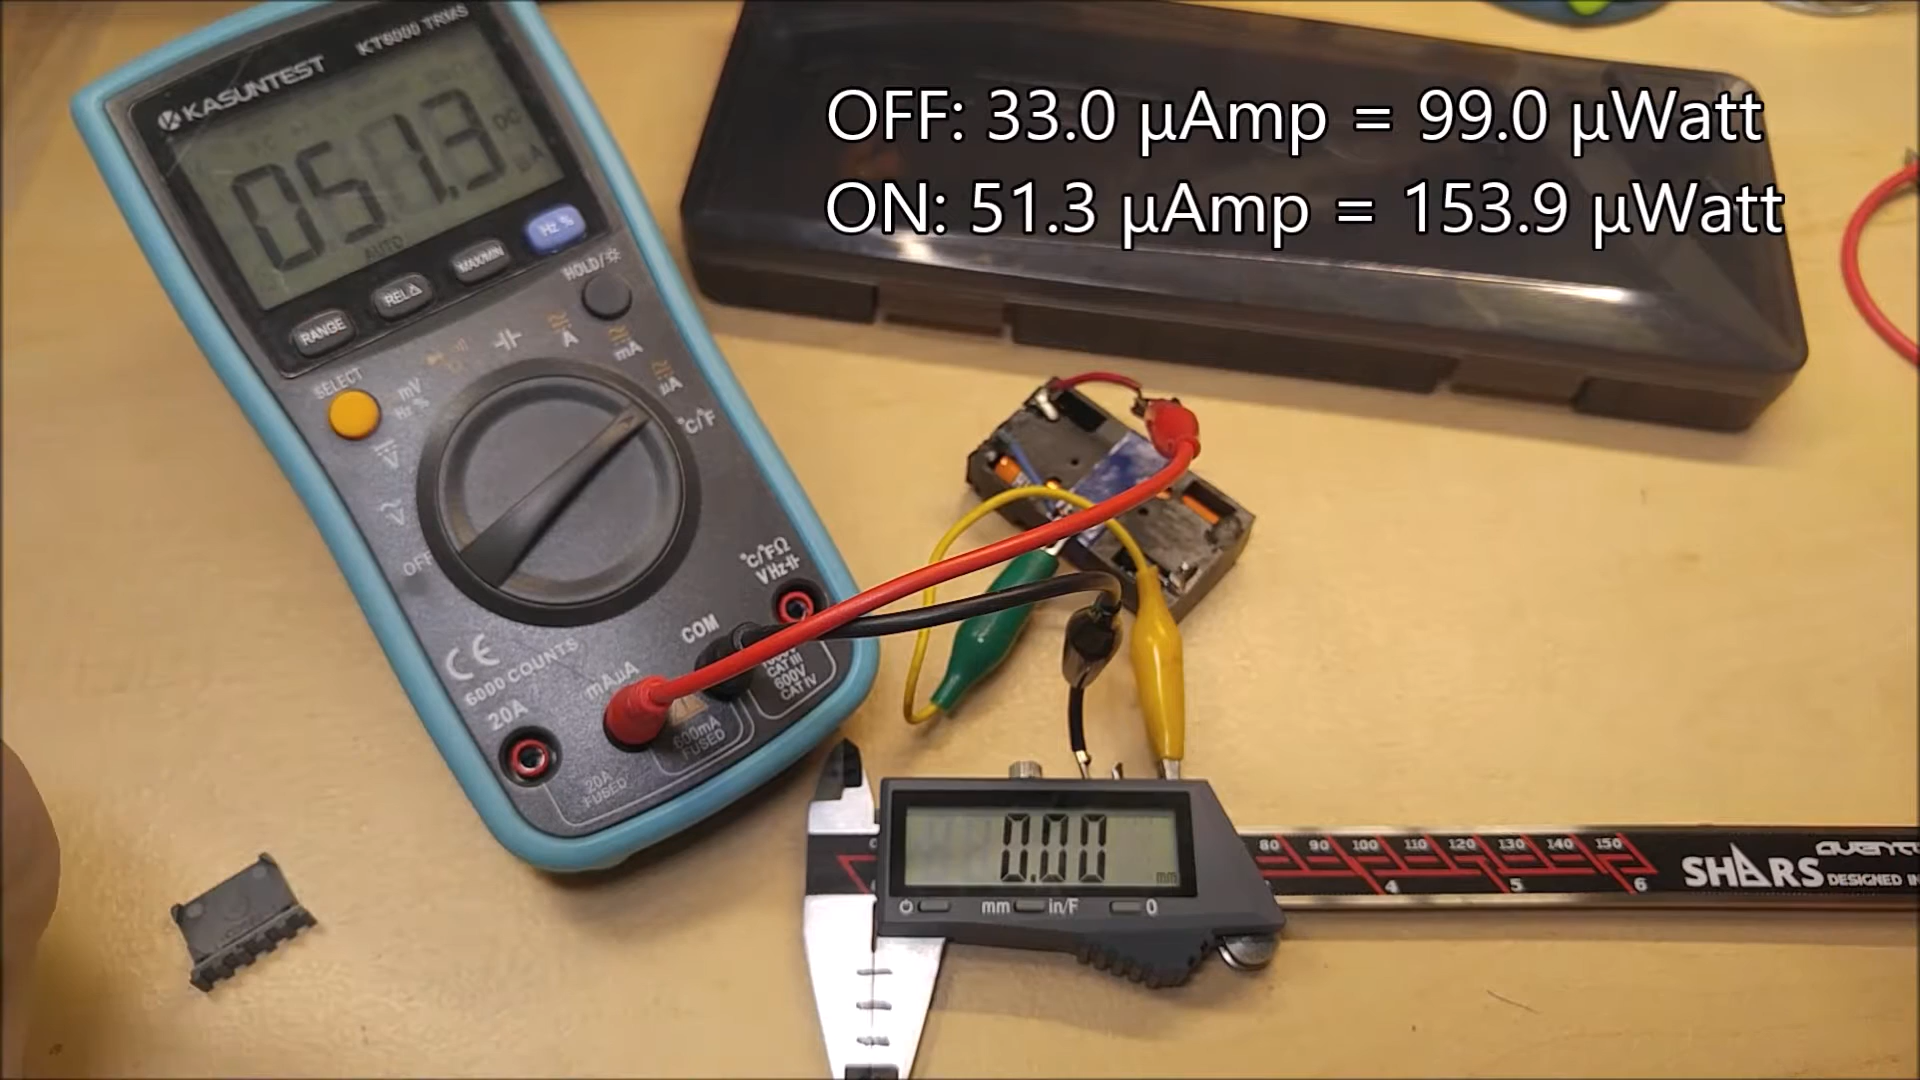 OFF: 33.0 µAmp = 99.0 µWatt
ON: 51.3 µAmp = 153.9 µWatt
KASUNTEST
KT6000 TRMS
051.3
DC
µA
AUTO
RANGE
REL△
MAX/MIN
Hz %
HOLD/
SELECT
mV
Hz %
A
mA
µA
°C/°F
V
V
OFF
°C/°FΩ
V Hz
COM
CE
6000 COUNTS
mAµA
20A
CAT III
600V
CAT IV
600mA
FUSED
20A
FUSED
0.00
mm
mm in/F 0
80 90 100 110 120 130 140 150
4 5 6
SHARS
DESIGNED IN